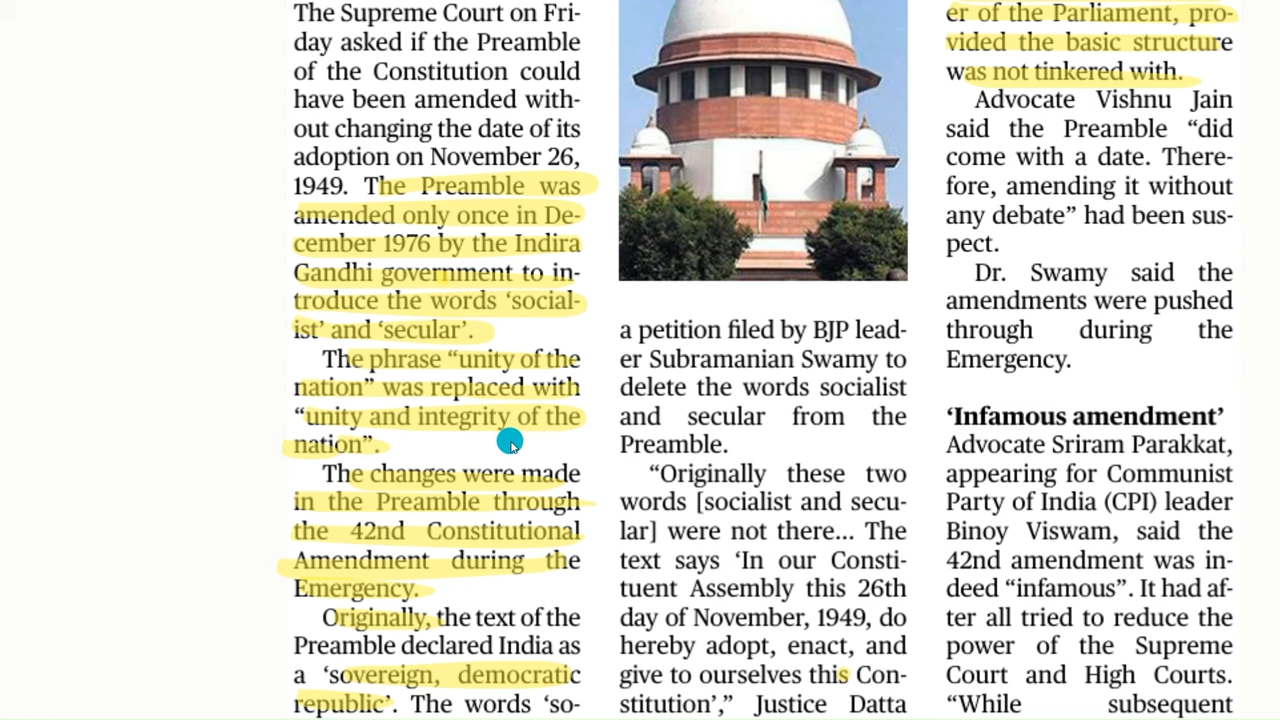 The Supreme Court on Fri-
day asked if the Preamble
of the Constitution could
have been amended with-
out changing the date of its
adoption on November 26,
1949. The Preamble was
amended only once in De-
cember 1976 by the Indira
Gandhi government to in-
troduce the words ‘social-
ist’ and ‘secular’.
The phrase “unity of the
nation” was replaced with
“unity and integrity of the
nation”.
The changes were made
in the Preamble through
the 42nd Constitutional
Amendment during the
Emergency.
Originally, the text of the
Preamble declared India as
a ‘sovereign, democratic
republic’. The words ‘so-
a petition filed by BJP lead-
er Subramanian Swamy to
delete the words socialist
and secular from the
Preamble.
“Originally these two
words [socialist and secu-
lar] were not there... The
text says ‘In our Consti-
tuent Assembly this 26th
day of November, 1949, do
hereby adopt, enact, and
give to ourselves this Con-
stitution’,” Justice Datta
er of the Parliament, pro-
vided the basic structure
was not tinkered with.
Advocate Vishnu Jain
said the Preamble “did
come with a date. There-
fore, amending it without
any debate” had been sus-
pect.
Dr. Swamy said the
amendments were pushed
through during the
Emergency.
‘Infamous amendment’
Advocate Sriram Parakkat,
appearing for Communist
Party of India (CPI) leader
Binoy Viswam, said the
42nd amendment was in-
deed “infamous”. It had af-
ter all tried to reduce the
power of the Supreme
Court and High Courts.
“While subsequent